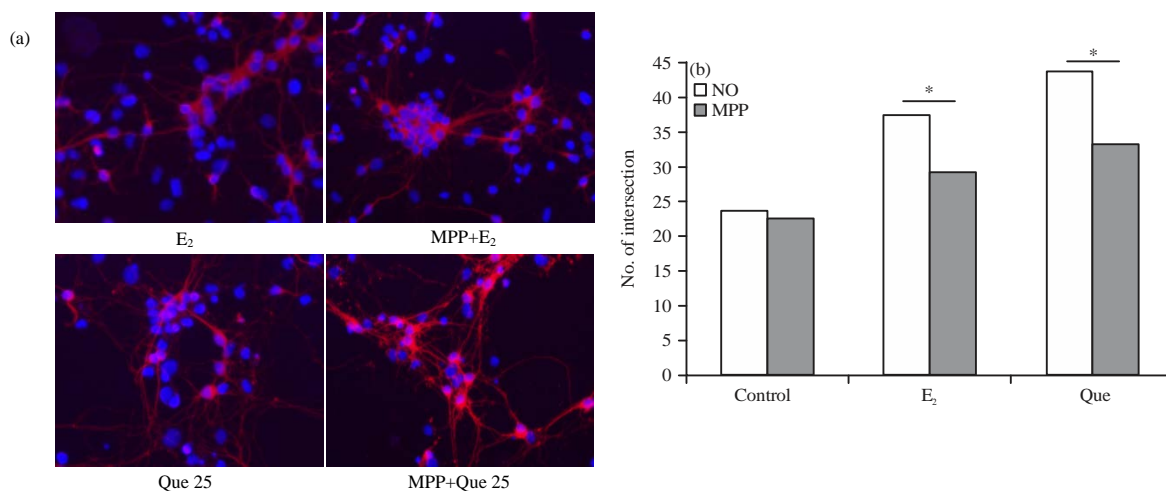 (a)
E₂
MPP+E₂
Que 25
MPP+Que 25
(b)
NO
MPP
*
*
No. of intersection
45
40
35
30
25
20
15
10
5
0
Control
E₂
Que